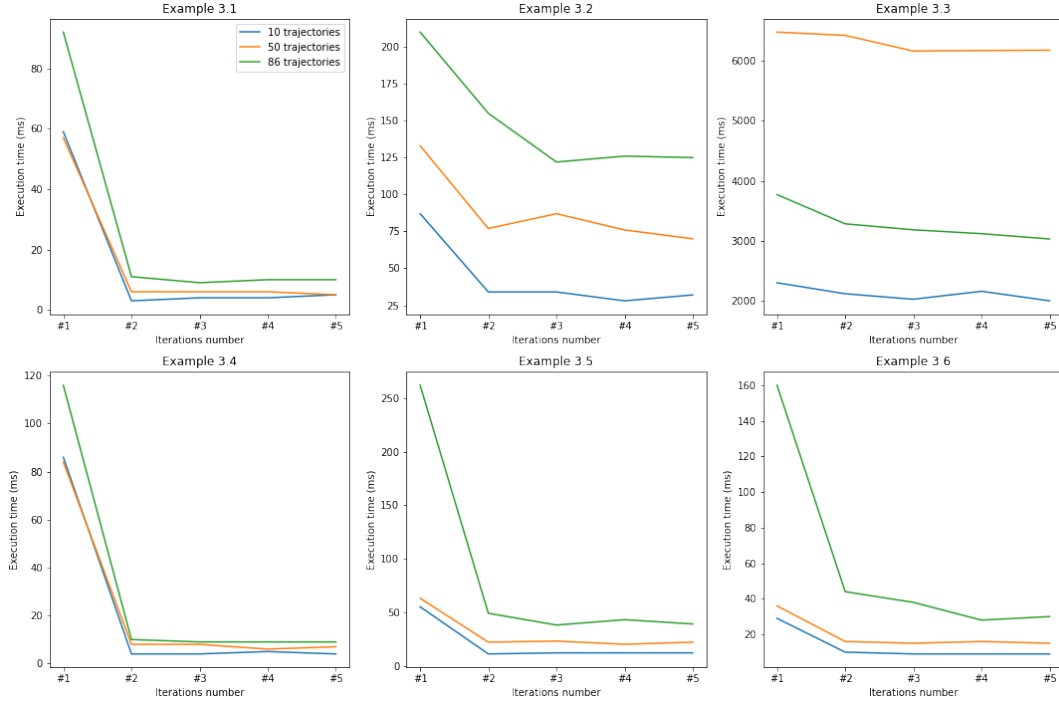 Example 3.1
Execution time (ms)
80
60
40
20
0
#1 #2 #3 #4 #5
Iterations number
10 trajectories
50 trajectories
86 trajectories
Example 3.2
Execution time (ms)
200
175
150
125
100
75
50
25
#1 #2 #3 #4 #5
Iterations number
Example 3.3
Execution time (ms)
6000
5000
4000
3000
2000
#1 #2 #3 #4 #5
Iterations number
Example 3.4
Execution time (ms)
120
100
80
60
40
20
0
#1 #2 #3 #4 #5
Iterations number
Example 3.5
Execution time (ms)
250
200
150
100
50
0
#1 #2 #3 #4 #5
Iterations number
Example 3.6
Execution time (ms)
160
140
120
100
80
60
40
20
#1 #2 #3 #4 #5
Iterations number